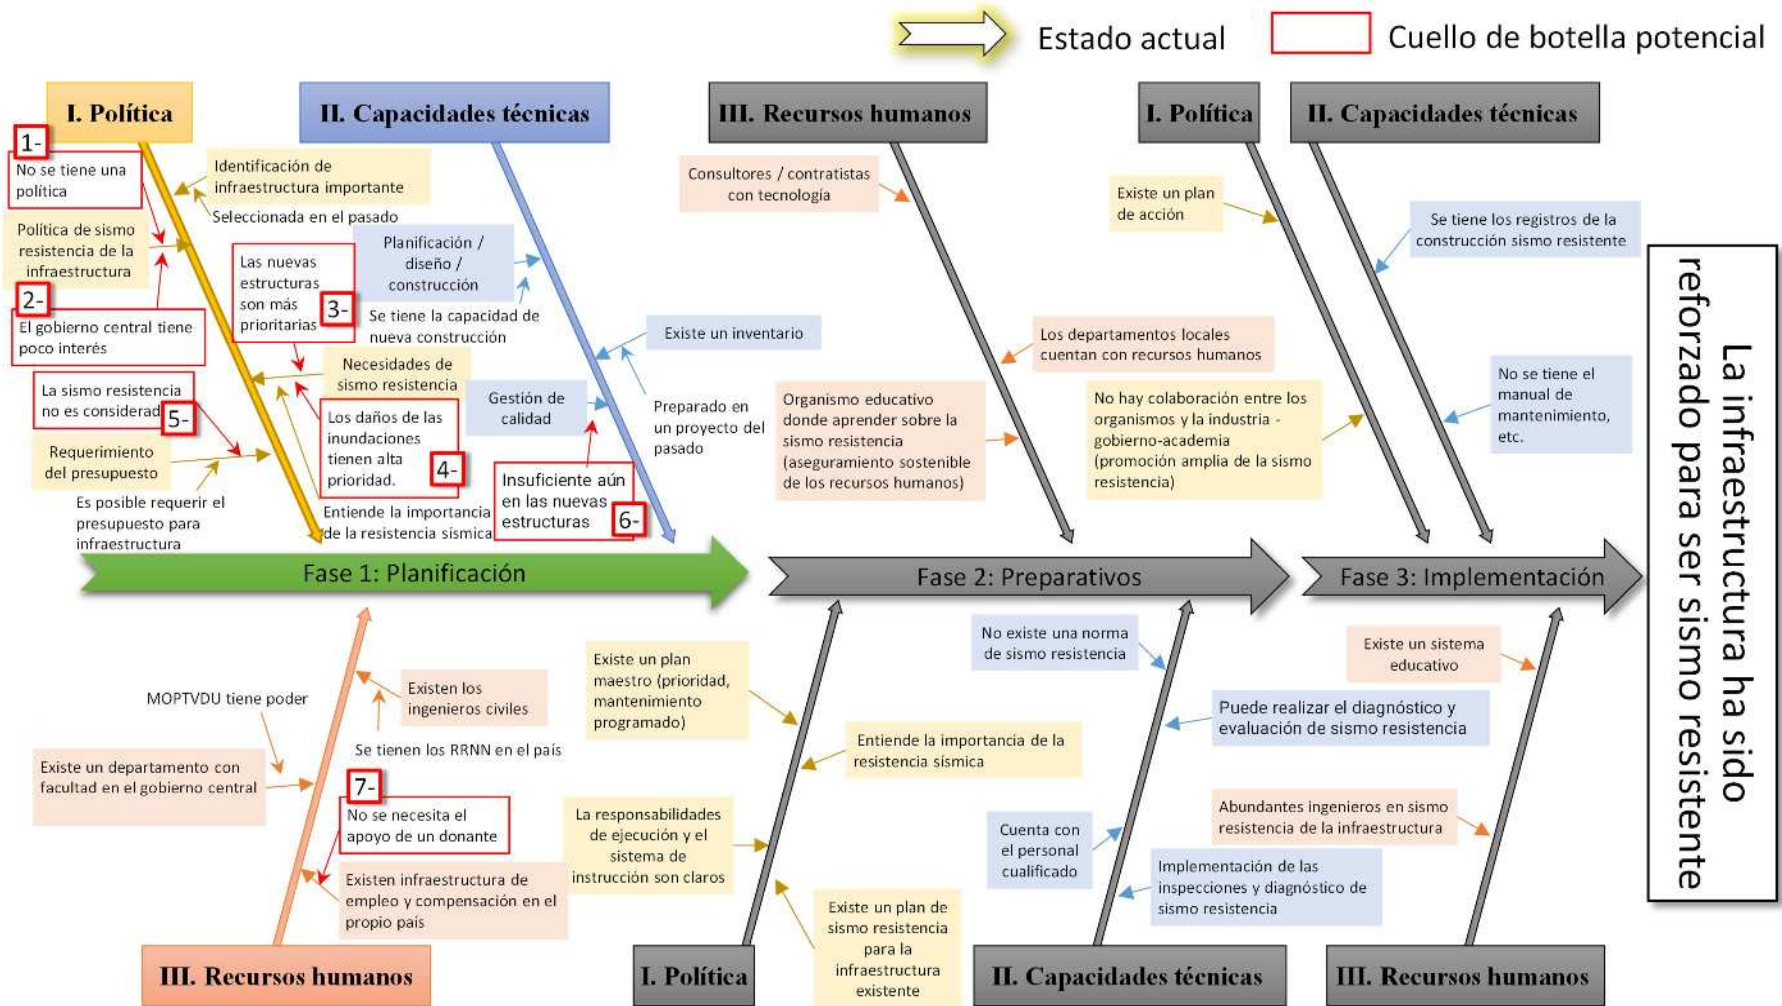 Estado actual
Cuello de botella potencial
I. Política
II. Capacidades técnicas
III. Recursos humanos
I. Política
II. Capacidades técnicas
1-
No se tiene una
política
Identificación de
infraestructura importante
Seleccionada en el pasado
Política de sismo
resistencia de la
infraestructura
2-
El gobierno central tiene
poco interés
Las nuevas
estructuras
son más
prioritarias
3-
Necesidades de
sismo resistencia
La sismo resistencia
no es considerad
5-
Los daños de las
inundaciones
tienen alta
prioridad.
4-
Requerimiento
del presupuesto
Es posible requerir el
presupuesto para
infraestructura
Entiende la importancia
de la resistencia sísmica
Planificación /
diseño /
construcción
Se tiene la capacidad de
nueva construcción
Existe un inventario
Preparado en
un proyecto del
pasado
Gestión de
calidad
Insuficiente aún
en las nuevas
estructuras
6-
Consultores / contratistas
con tecnología
Los departamentos locales
cuentan con recursos humanos
Organismo educativo
donde aprender sobre la
sismo resistencia
(aseguramiento sostenible
de los recursos humanos)
Existe un plan
de acción
No hay colaboración entre los
organismos y la industria -
gobierno-academia
(promoción amplia de la sismo
resistencia)
Se tiene los registros de la
construcción sismo resistente
No se tiene el
manual de
mantenimiento,
etc.
Fase 1: Planificación
Fase 2: Preparativos
Fase 3: Implementación
La infraestructura ha sido
reforzado para ser sismo resistente
MOPTVDU tiene poder
Existen los
ingenieros civiles
Se tienen los RRNN en el país
Existe un departamento con
facultad en el gobierno central
7-
No se necesita el
apoyo de un donante
Existen infraestructura de
empleo y compensación en el
propio país
Existe un plan
maestro (prioridad,
mantenimiento
programado)
Entiende la importancia de la
resistencia sísmica
La responsabilidades
de ejecución y el
sistema de
instrucción son claros
Existe un plan de
sismo resistencia
para la
infraestructura
existente
No existe una norma
de sismo resistencia
Puede realizar el diagnóstico y
evaluación de sismo resistencia
Cuenta con
el personal
cualificado
Implementación de las
inspecciones y diagnóstico de
sismo resistencia
Existe un sistema
educativo
Abundantes ingenieros en sismo
resistencia de la infraestructura
III. Recursos humanos
I. Política
II. Capacidades técnicas
III. Recursos humanos